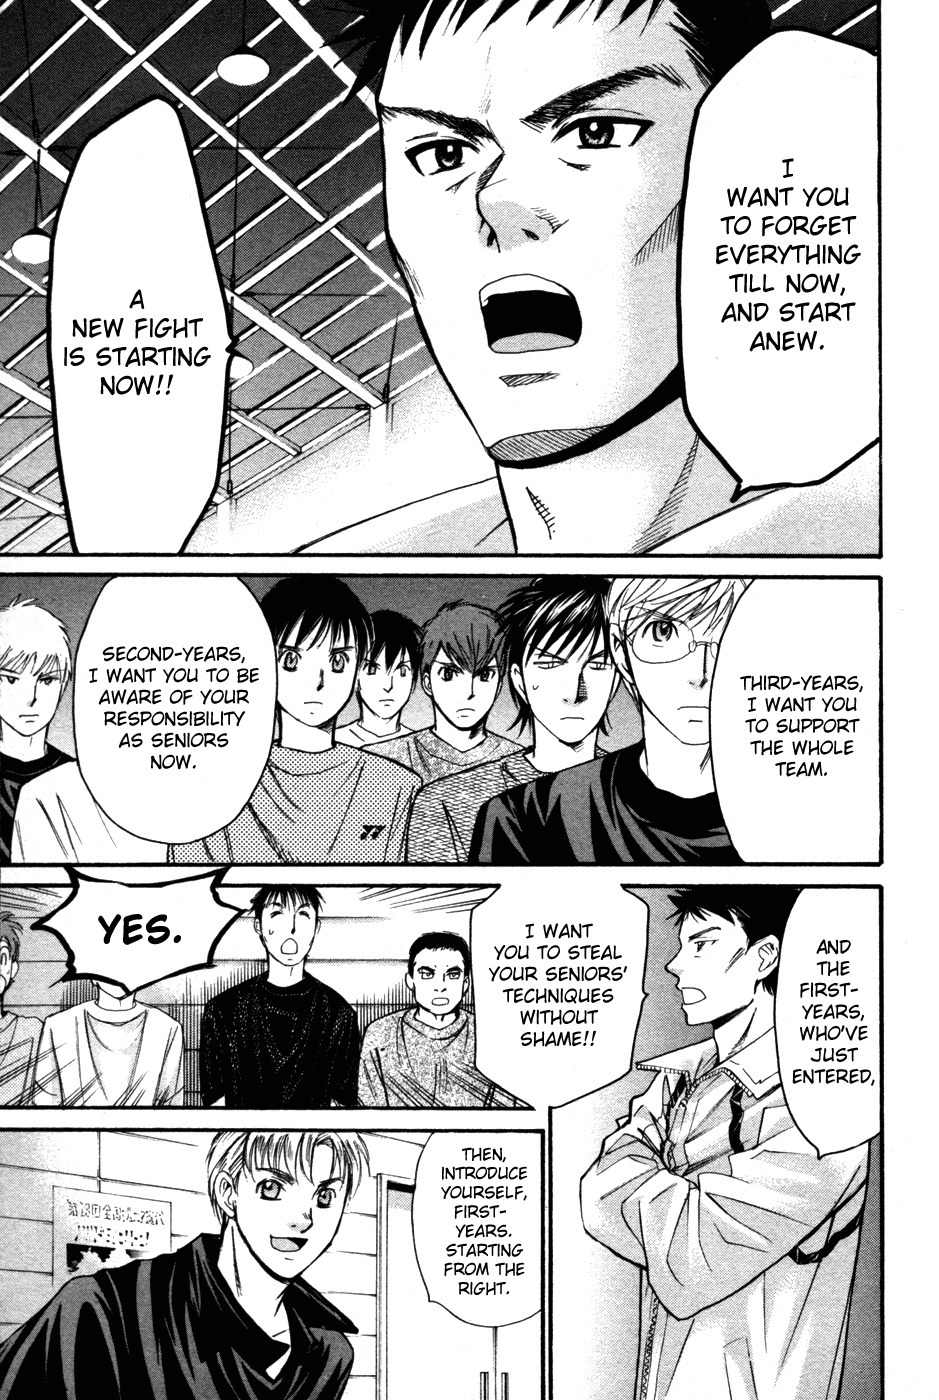 I
WANT YOU
TO FORGET
EVERYTHING
TILL NOW,
AND START
ANEW.
A
NEW FIGHT
IS STARTING
NOW!!
THIRD-YEARS,
I WANT YOU
TO SUPPORT
THE WHOLE
TEAM.
SECOND-YEARS,
I WANT YOU TO BE
AWARE OF YOUR
RESPONSIBILITY
AS SENIORS
NOW.
AND
THE
FIRST-
YEARS,
WHO'VE
JUST
ENTERED,
I WANT
YOU TO STEAL
YOUR SENIORS'
TECHNIQUES
WITHOUT
SHAME!!
YES.
THEN,
INTRODUCE
YOURSELF,
FIRST-
YEARS.
STARTING
FROM THE
RIGHT.